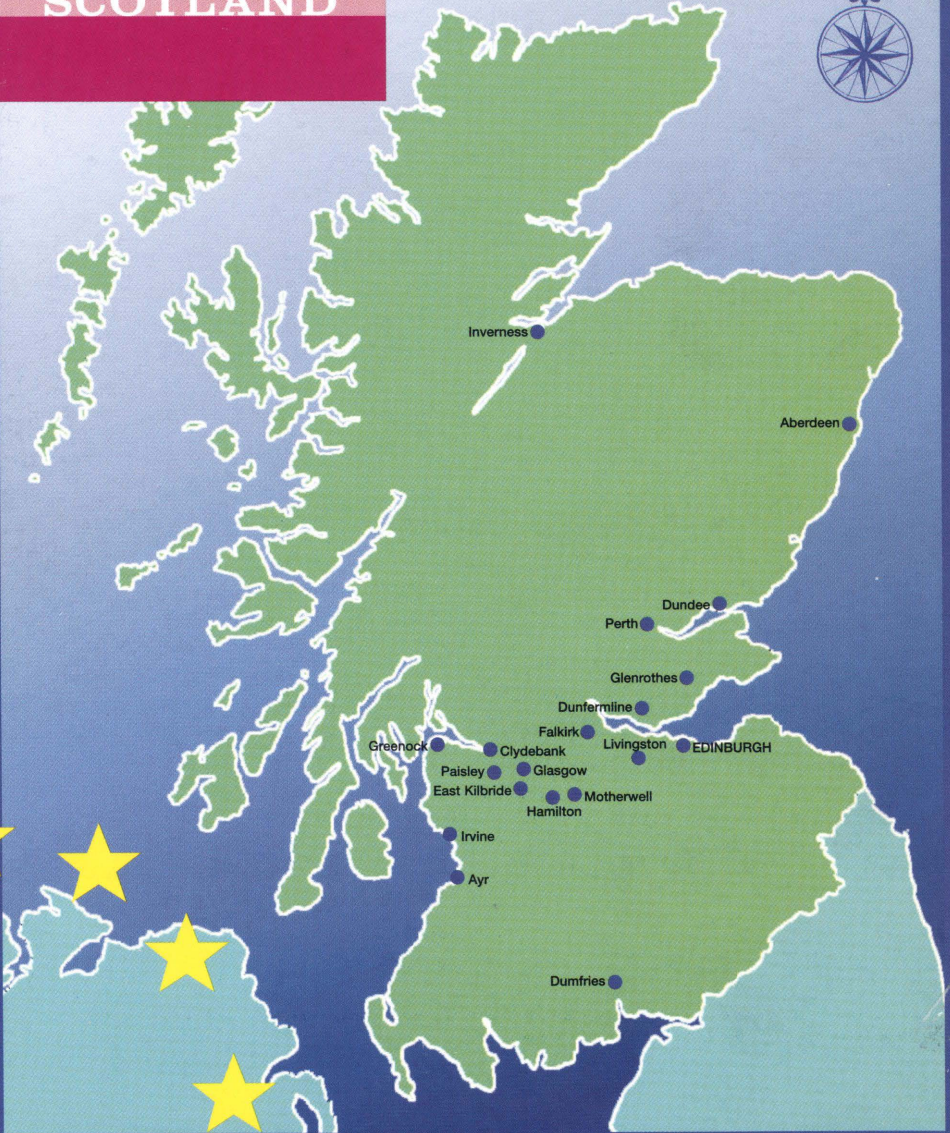 SCOTLAND
Inverness
Aberdeen
Dundee
Perth
Glenrothes
Dunfermline
Falkirk
Livingston
EDINBURGH
Greenock
Clydebank
Paisley
Glasgow
East Kilbride
Motherwell
Hamilton
Irvine
Ayr
Dumfries